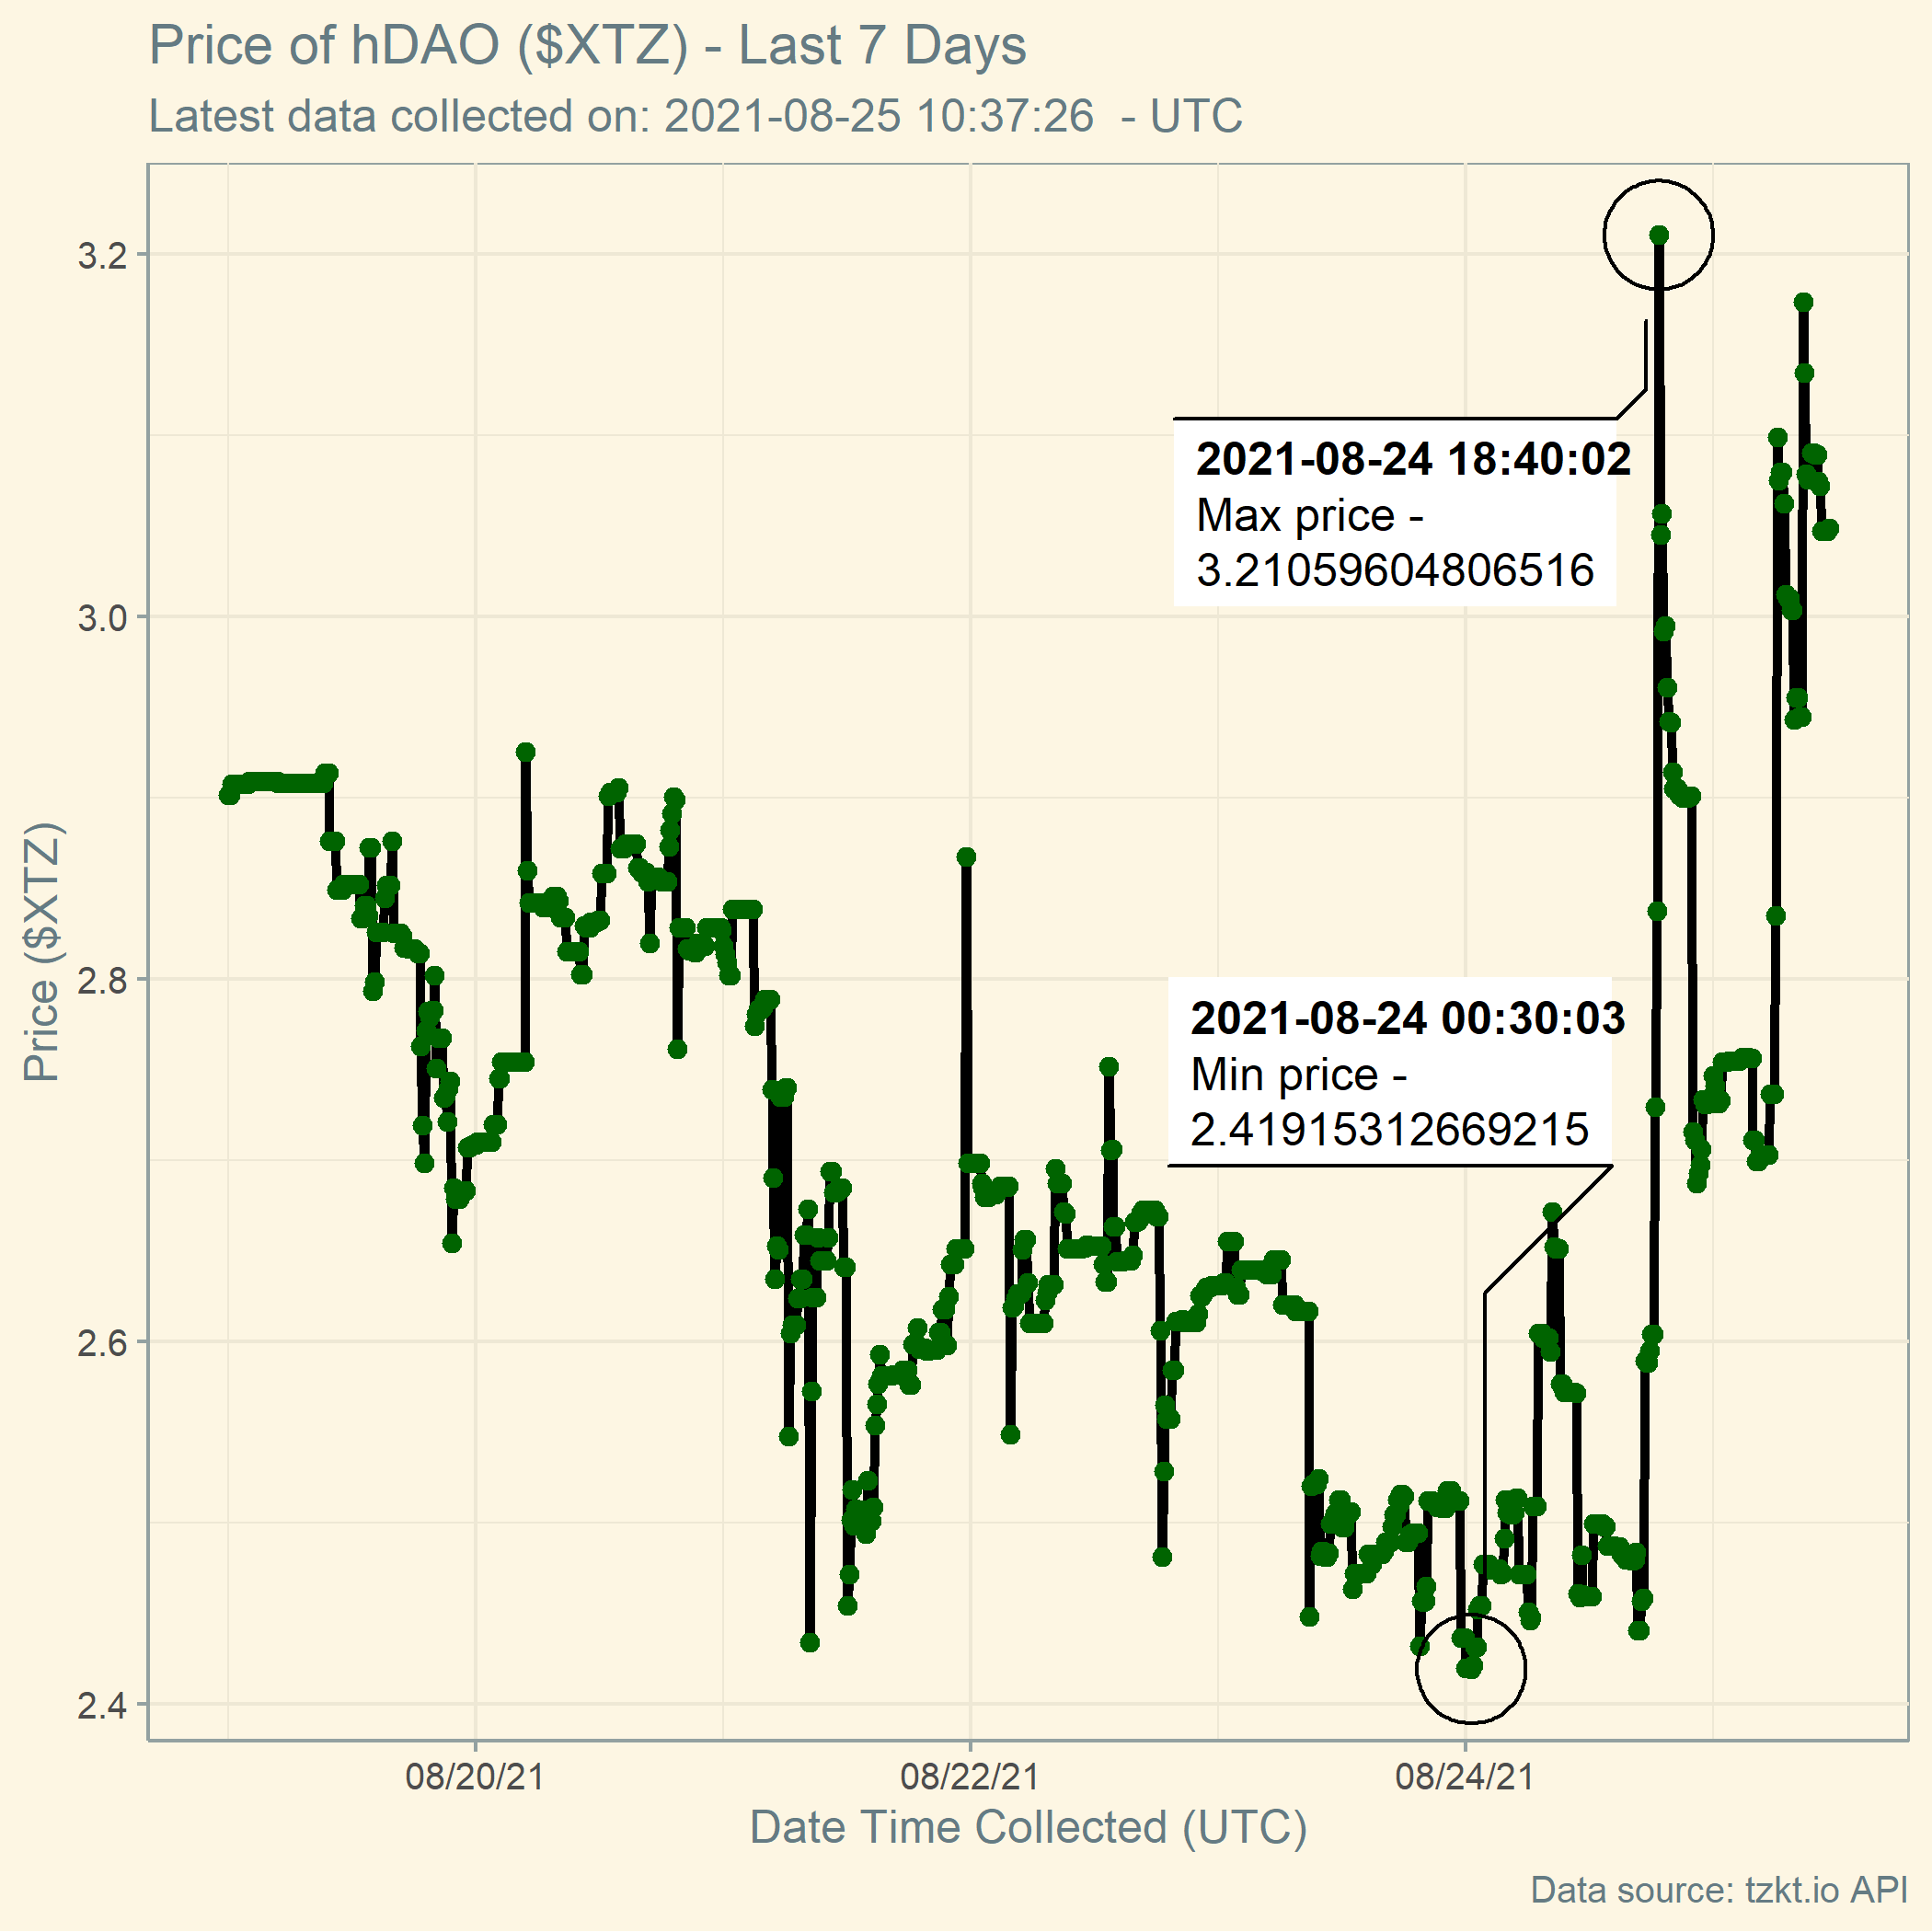 Price of hDAO ($XTZ) - Last 7 Days
Latest data collected on: 2021-08-25 10:37:26  - UTC
3.2
3.0
2.8
2.6
2.4
Price ($XTZ)
2021-08-24 18:40:02
Max price -
3.21059604806516
2021-08-24 00:30:03
Min price -
2.41915312669215
08/20/21
08/22/21
08/24/21
Date Time Collected (UTC)
Data source: tzkt.io API